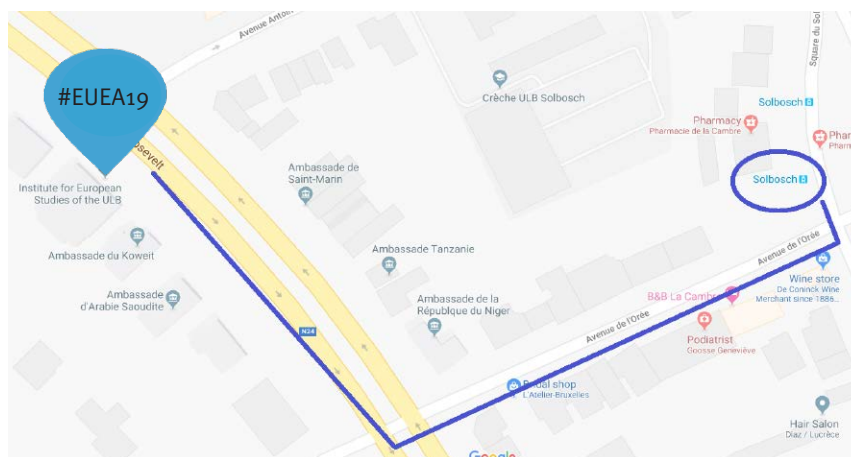 #EUEA19
Avenue Antoi
osevelt
Institute for European
Studies of the ULB
Ambassade du Koweit
Ambassade
d'Arabie Saoudite
N24
Ambassade de
Saint-Marin
Ambassade Tanzanie
Ambassade de la
Républque du Niger
Crèche ULB Solbosch
Square du Sol
Solbosch B
Pharmacy
Pharmacie de la Cambre
Phar
Pharm
Solbosch B
Avenue de l'Orée
Wine store
De Coninck Wine
Merchant since 1886...
B&B La Cambre
Avenue de l'Orée
Podiatrist
Goosse Geneviève
Bridal shop
L'Atelier-Bruxelles
Hair Salon
Diaz / Lucrèce
Google